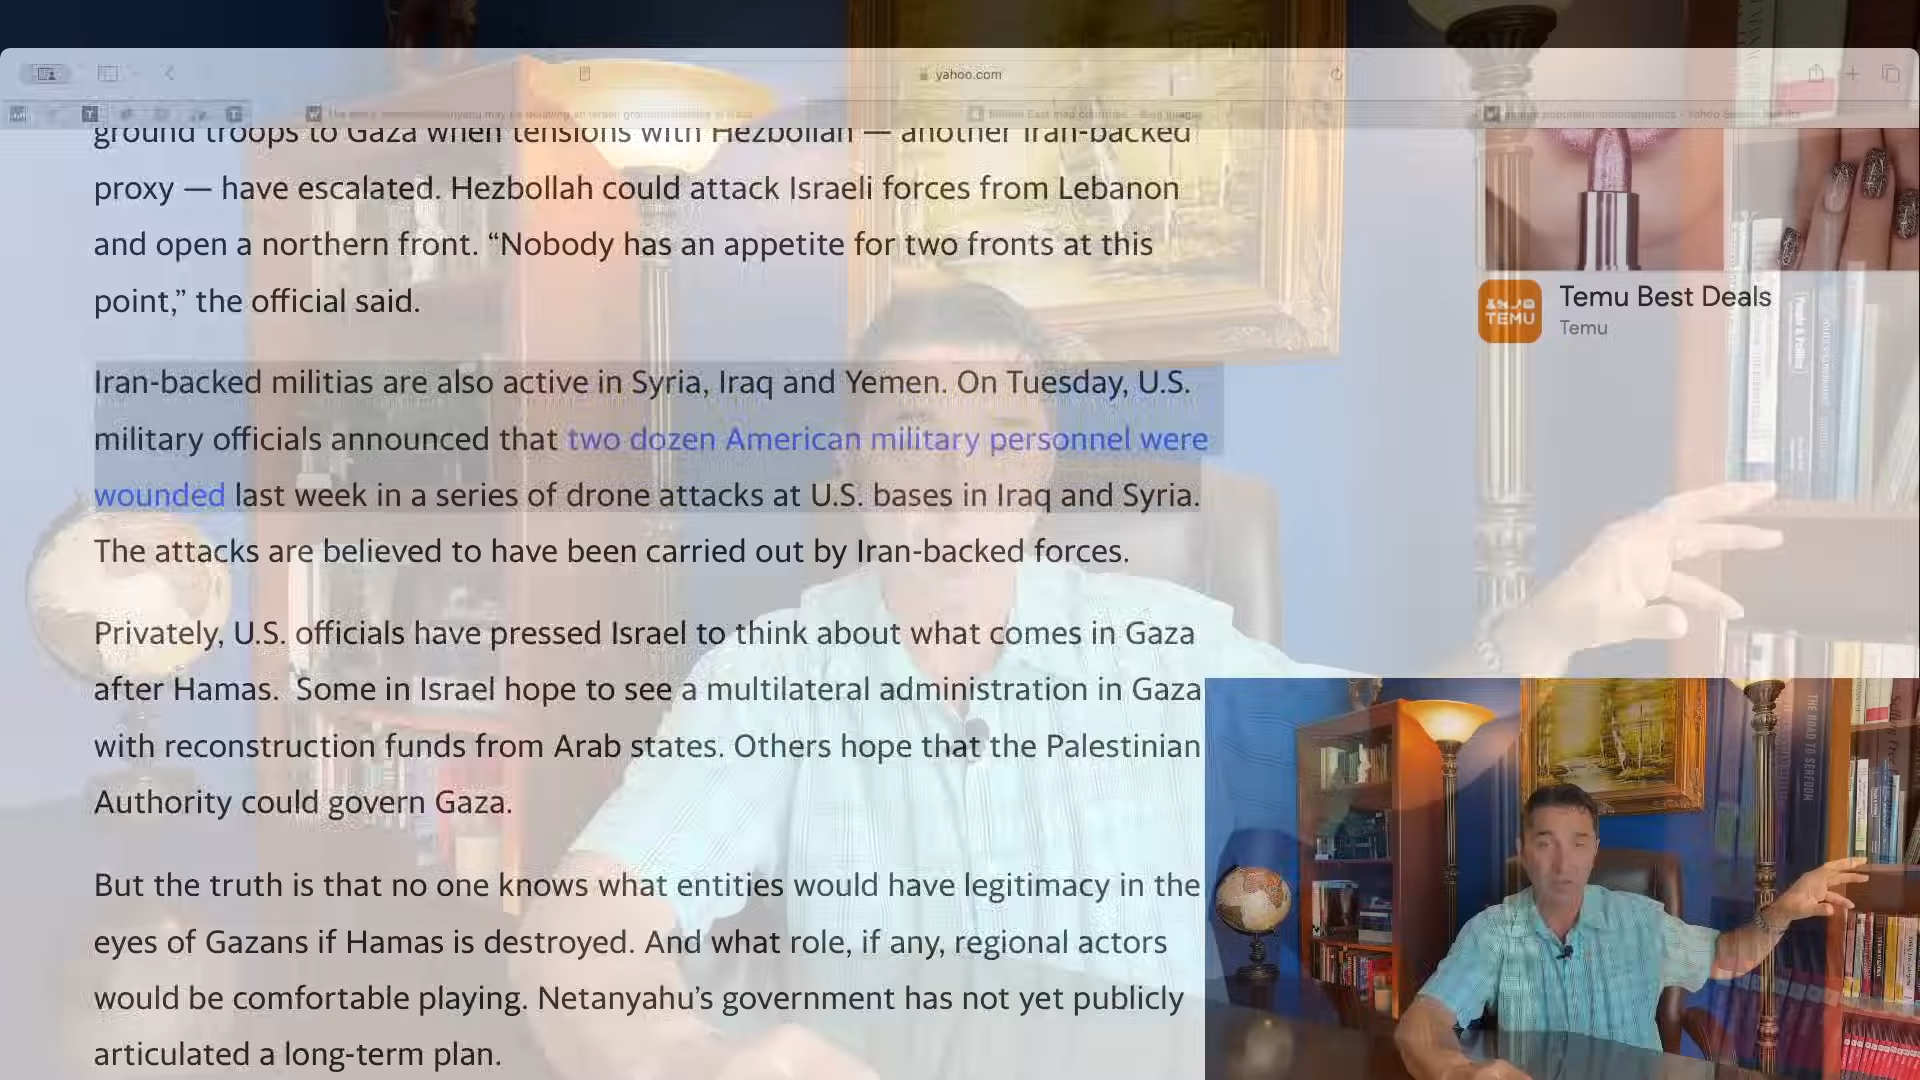 yahoo.com
ground troops to Gaza when tensions with Hezbollah — another Iran-backed
proxy — have escalated. Hezbollah could attack Israeli forces from Lebanon
and open a northern front. “Nobody has an appetite for two fronts at this
point,” the official said.
Iran-backed militias are also active in Syria, Iraq and Yemen. On Tuesday, U.S.
military officials announced that two dozen American military personnel were
wounded last week in a series of drone attacks at U.S. bases in Iraq and Syria.
The attacks are believed to have been carried out by Iran-backed forces.
Privately, U.S. officials have pressed Israel to think about what comes in Gaza
after Hamas. Some in Israel hope to see a multilateral administration in Gaza
with reconstruction funds from Arab states. Others hope that the Palestinian
Authority could govern Gaza.
But the truth is that no one knows what entities would have legitimacy in the
eyes of Gazans if Hamas is destroyed. And what role, if any, regional actors
would be comfortable playing. Netanyahu’s government has not yet publicly
articulated a long-term plan.
TEMU
Temu Best Deals
Temu
THE ROAD TO SERFDOM